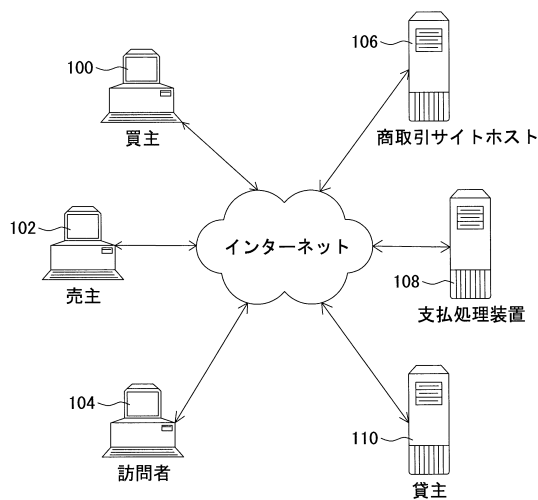 100
買主
106
商取引サイトホスト
102
売主
インターネット
108
支払処理装置
104
訪問者
110
貸主